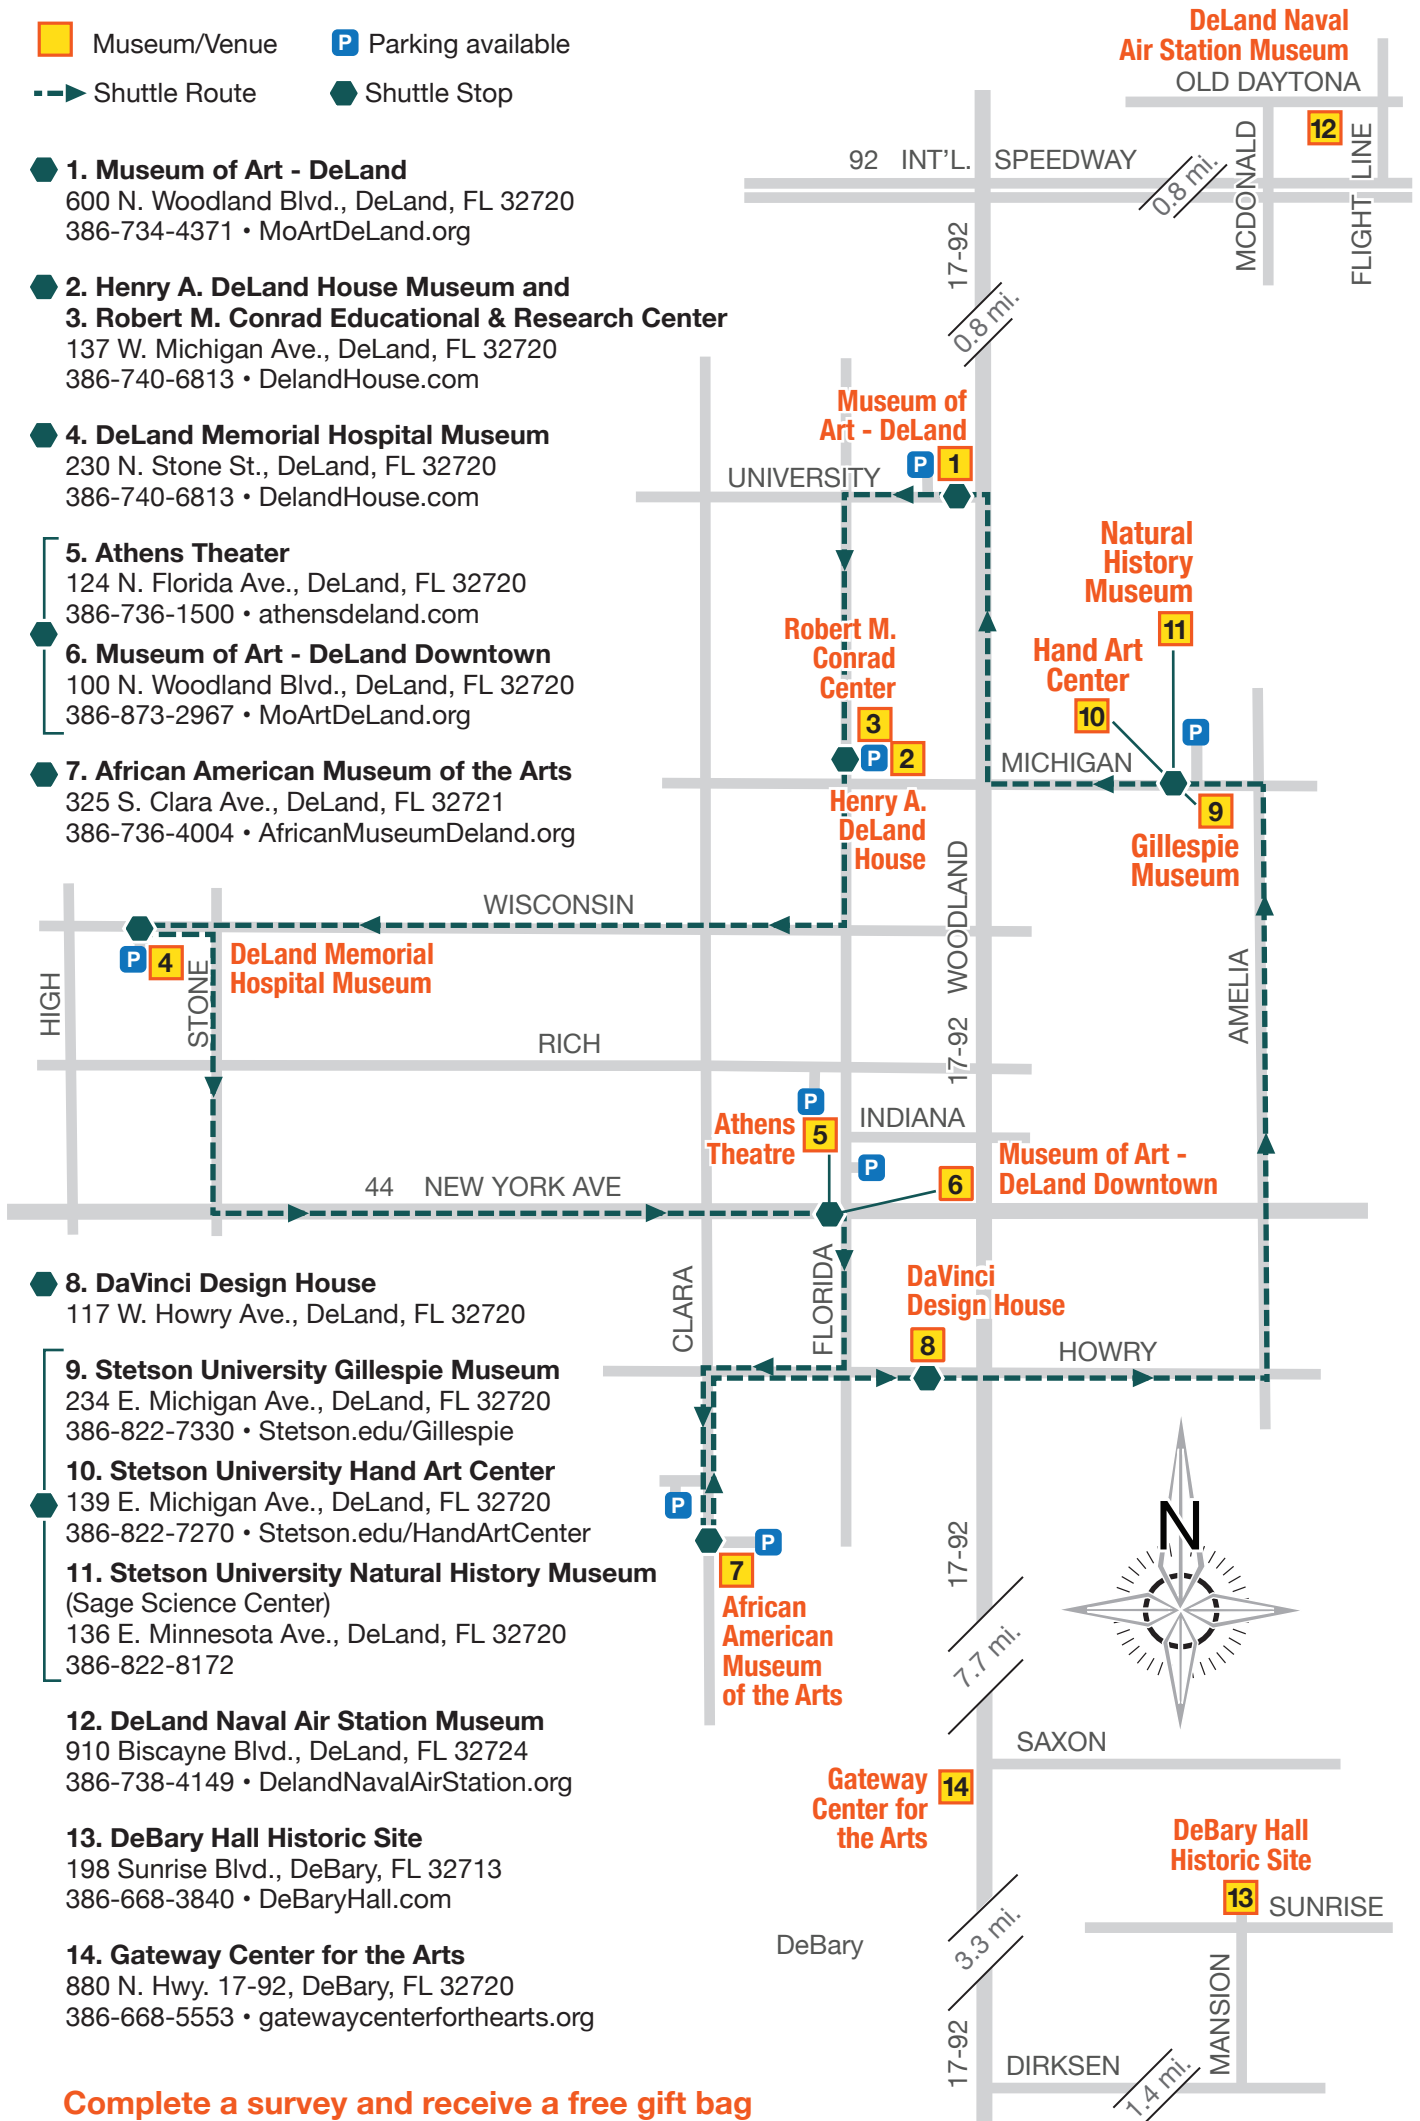 Museum/Venue
P Parking available
Shuttle Route
Shuttle Stop
1. Museum of Art - DeLand
600 N. Woodland Blvd., DeLand, FL 32720
386-734-4371 • MoArtDeLand.org
2. Henry A. DeLand House Museum and
3. Robert M. Conrad Educational & Research Center
137 W. Michigan Ave., DeLand, FL 32720
386-740-6813 • DelandHouse.com
4. DeLand Memorial Hospital Museum
230 N. Stone St., DeLand, FL 32720
386-740-6813 • DelandHouse.com
5. Athens Theater
124 N. Florida Ave., DeLand, FL 32720
386-736-1500 • athensdeland.com
6. Museum of Art - DeLand Downtown
100 N. Woodland Blvd., DeLand, FL 32720
386-873-2967 • MoArtDeLand.org
7. African American Museum of the Arts
325 S. Clara Ave., DeLand, FL 32721
386-736-4004 • AfricanMuseumDeland.org
8. DaVinci Design House
117 W. Howry Ave., DeLand, FL 32720
9. Stetson University Gillespie Museum
234 E. Michigan Ave., DeLand, FL 32720
386-822-7330 • Stetson.edu/Gillespie
10. Stetson University Hand Art Center
139 E. Michigan Ave., DeLand, FL 32720
386-822-7270 • Stetson.edu/HandArtCenter
11. Stetson University Natural History Museum
(Sage Science Center)
136 E. Minnesota Ave., DeLand, FL 32720
386-822-8172
12. DeLand Naval Air Station Museum
910 Biscayne Blvd., DeLand, FL 32724
386-738-4149 • DelandNavalAirStation.org
13. DeBary Hall Historic Site
198 Sunrise Blvd., DeBary, FL 32713
386-668-3840 • DeBaryHall.com
14. Gateway Center for the Arts
880 N. Hwy. 17-92, DeBary, FL 32720
386-668-5553 • gatewaycenterforthearts.org
Complete a survey and receive a free gift bag
DeLand Naval
Air Station Museum
OLD DAYTONA
12
MCDONALD
FLIGHT LINE
92 INT'L. SPEEDWAY
0.8 mi.
17-92
0.8 mi.
Museum of
Art - DeLand
P 1
UNIVERSITY
Natural
History
Museum
11
Hand Art
Center
10
P
Robert M.
Conrad
Center
3
P 2
MICHIGAN
9
Henry A.
DeLand
House
Gillespie
Museum
WOODLAND
WISCONSIN
P 4
DeLand Memorial
Hospital Museum
HIGH
STONE
AMELIA
17-92
RICH
P
Athens
Theatre
5
INDIANA
P
6
Museum of Art -
DeLand Downtown
44 NEW YORK AVE
CLARA
FLORIDA
DaVinci
Design House
8
HOWRY
P
P
7
African
American
Museum
of the Arts
17-92
N
7.7 mi.
SAXON
Gateway
Center for
the Arts
14
DeBary Hall
Historic Site
13
SUNRISE
DeBary
3.3 mi.
MANSION
17-92
DIRKSEN
1.4 mi.